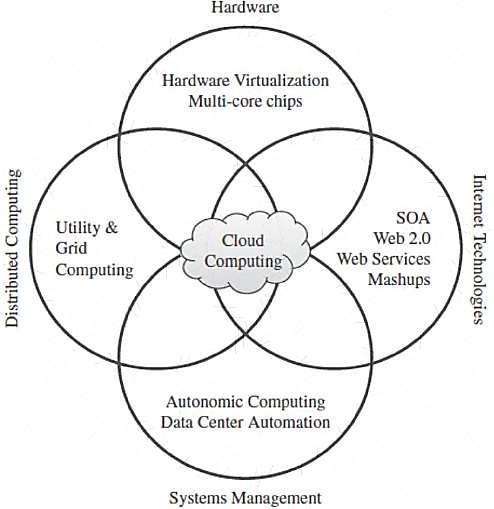 Hardware
Hardware Virtualization
Multi-core chips
Distributed Computing
Utility &
Grid
Computing
Cloud
Computing
SOA
Web 2.0
Web Services
Mashups
Internet Technologies
Autonomic Computing
Data Center Automation
Systems Management